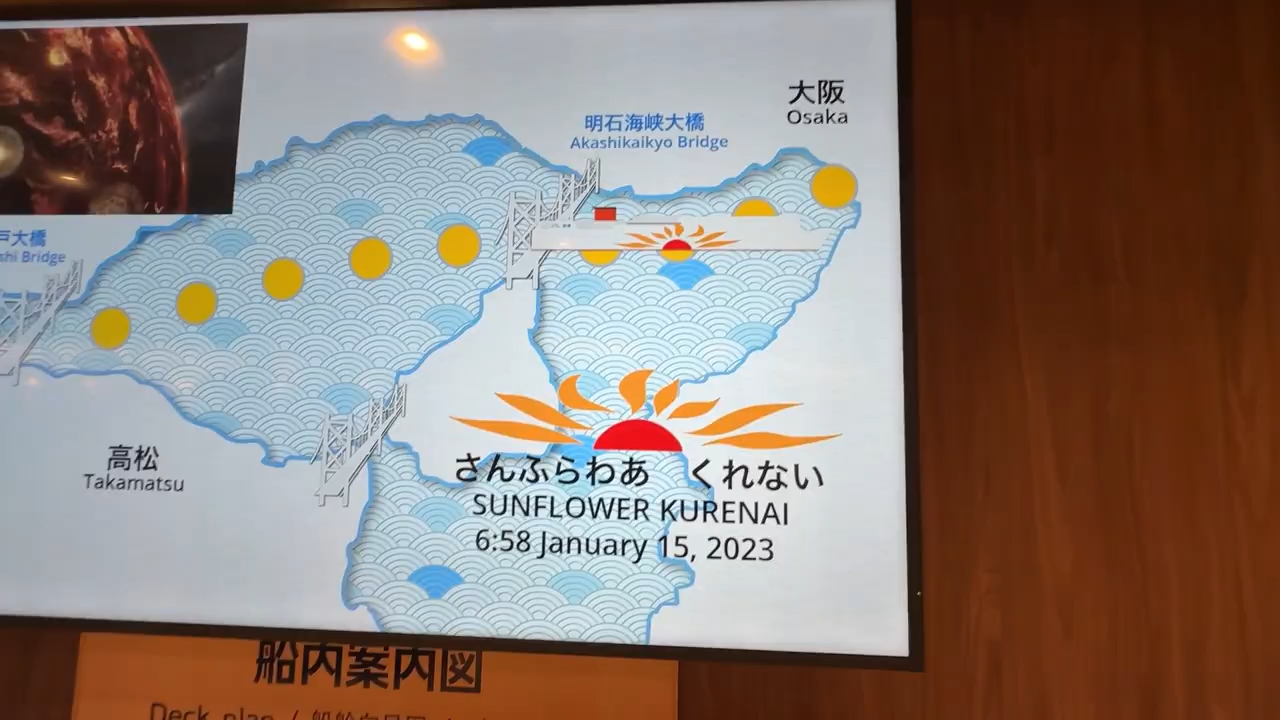 大阪
Osaka
明石海峡大橋
Akashikaikyo Bridge
戸大橋
shi Bridge
高松
Takamatsu
さんふらわあ くれない
SUNFLOWER KURENAI
6:58 January 15, 2023
船内案内図
Deck plan /